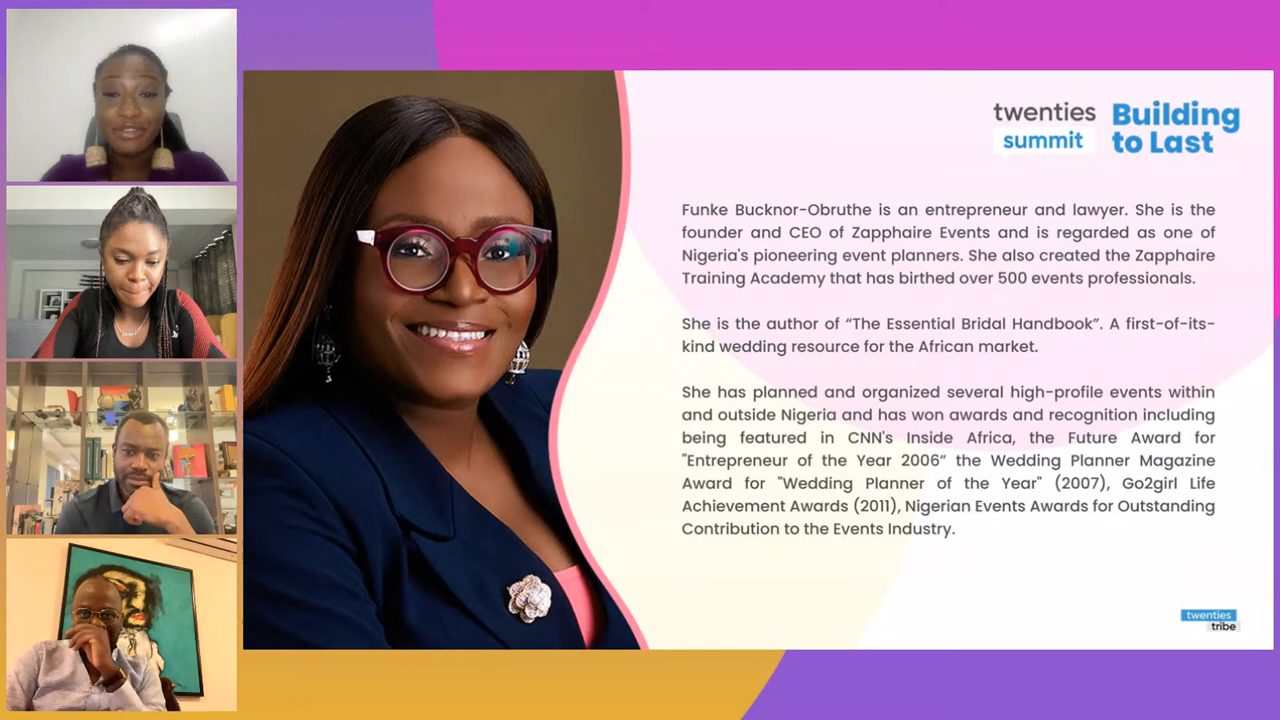 twenties
summit
Building
to Last
Funke Bucknor-Obruthe is an entrepreneur and lawyer. She is the
founder and CEO of Zapphaire Events and is regarded as one of
Nigeria's pioneering event planners. She also created the Zapphaire
Training Academy that has birthed over 500 events professionals.
She is the author of “The Essential Bridal Handbook”. A first-of-its-
kind wedding resource for the African market.
She has planned and organized several high-profile events within
and outside Nigeria and has won awards and recognition including
being featured in CNN's Inside Africa, the Future Award for
"Entrepreneur of the Year 2006” the Wedding Planner Magazine
Award for "Wedding Planner of the Year" (2007), Go2girl Life
Achievement Awards (2011), Nigerian Events Awards for Outstanding
Contribution to the Events Industry.
twenties
tribe